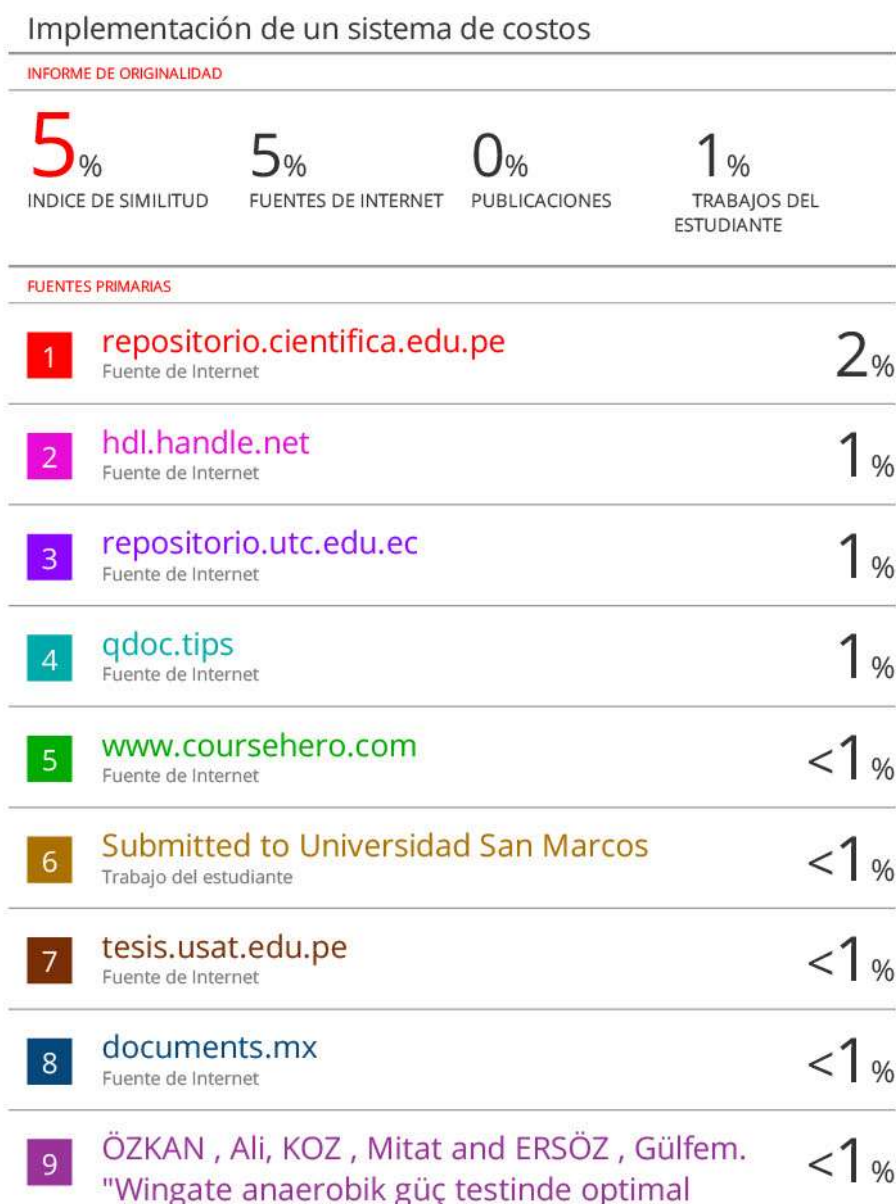 Implementación de un sistema de costos
INFORME DE ORIGINALIDAD
5%
INDICE DE SIMILITUD
5%
FUENTES DE INTERNET
0%
PUBLICACIONES
1%
TRABAJOS DEL
ESTUDIANTE
FUENTES PRIMARIAS
1
repositorio.cientifica.edu.pe
Fuente de Internet
2%
2
hdl.handle.net
Fuente de Internet
1%
3
repositorio.utc.edu.ec
Fuente de Internet
1%
4
qdoc.tips
Fuente de Internet
1%
5
www.coursehero.com
Fuente de Internet
<1%
6
Submitted to Universidad San Marcos
Trabajo del estudiante
<1%
7
tesis.usat.edu.pe
Fuente de Internet
<1%
8
documents.mx
Fuente de Internet
<1%
9
ÖZKAN , Ali, KOZ , Mitat and ERSÖZ , Gülfem.
"Wingate anaerobik güç testinde optimal
<1%